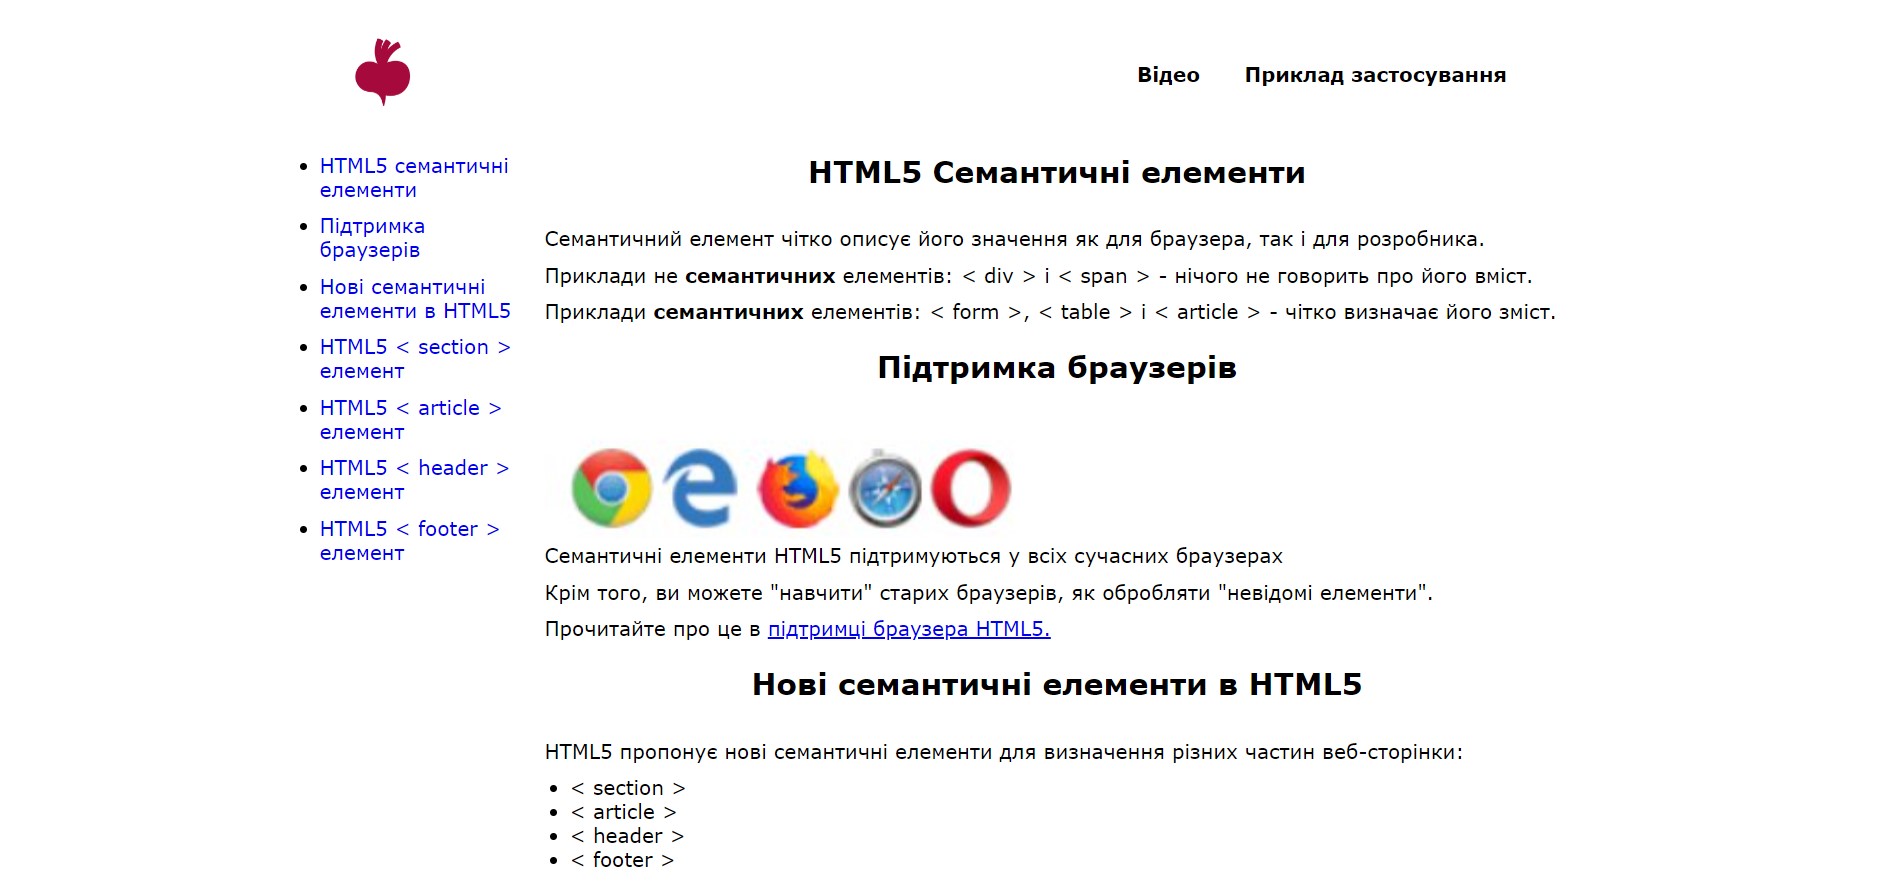 Відео Приклад застосування
HTML5 семантичні
елементи
Підтримка
браузерів
Нові семантичні
елементи в HTML5
HTML5 < section >
елемент
HTML5 < article >
елемент
HTML5 < header >
елемент
HTML5 < footer >
елемент
HTML5 Семантичні елементи
Семантичний елемент чітко описує його значення як для браузера, так і для розробника.
Приклади не семантичних елементів: < div > і < span > - нічого не говорить про його вміст.
Приклади семантичних елементів: < form >, < table > і < article > - чітко визначає його зміст.
Підтримка браузерів
Семантичні елементи HTML5 підтримуються у всіх сучасних браузерах
Крім того, ви можете "навчити" старих браузерів, як обробляти "невідомі елементи".
Прочитайте про це в підтримці браузера HTML5.
Нові семантичні елементи в HTML5
HTML5 пропонує нові семантичні елементи для визначення різних частин веб-сторінки:
< section >
< article >
< header >
< footer >